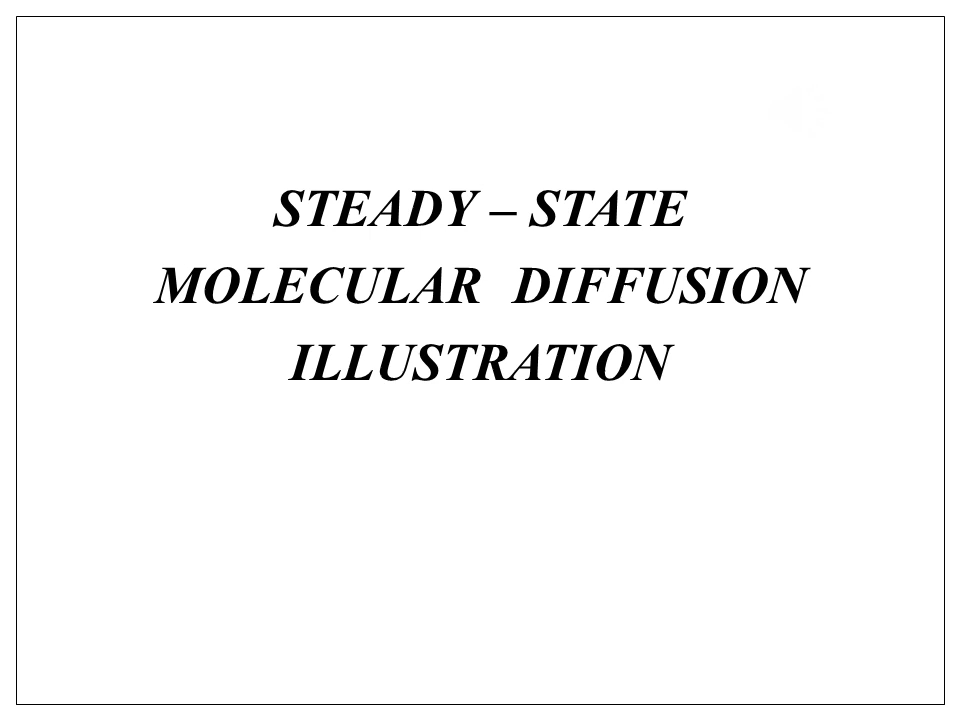 STEADY – STATE
MOLECULAR DIFFUSION
ILLUSTRATION